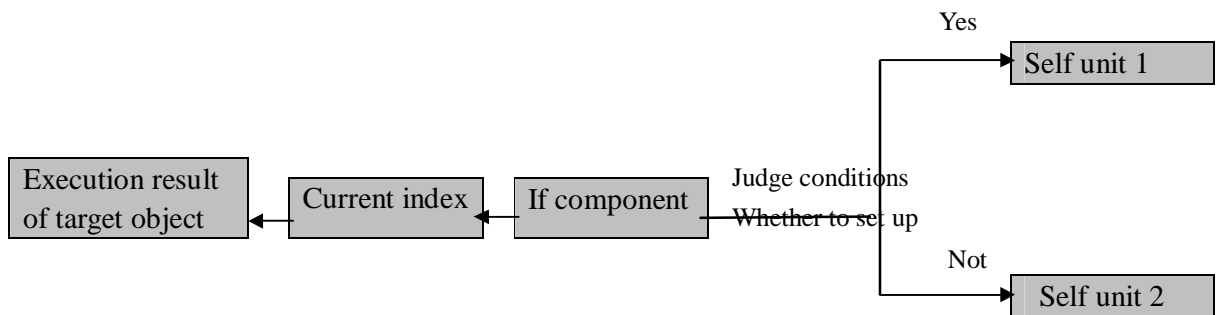 Yes
Self unit 1
Execution result
of target object
Current index
If component
Judge conditions
Whether to set up
Not
Self unit 2